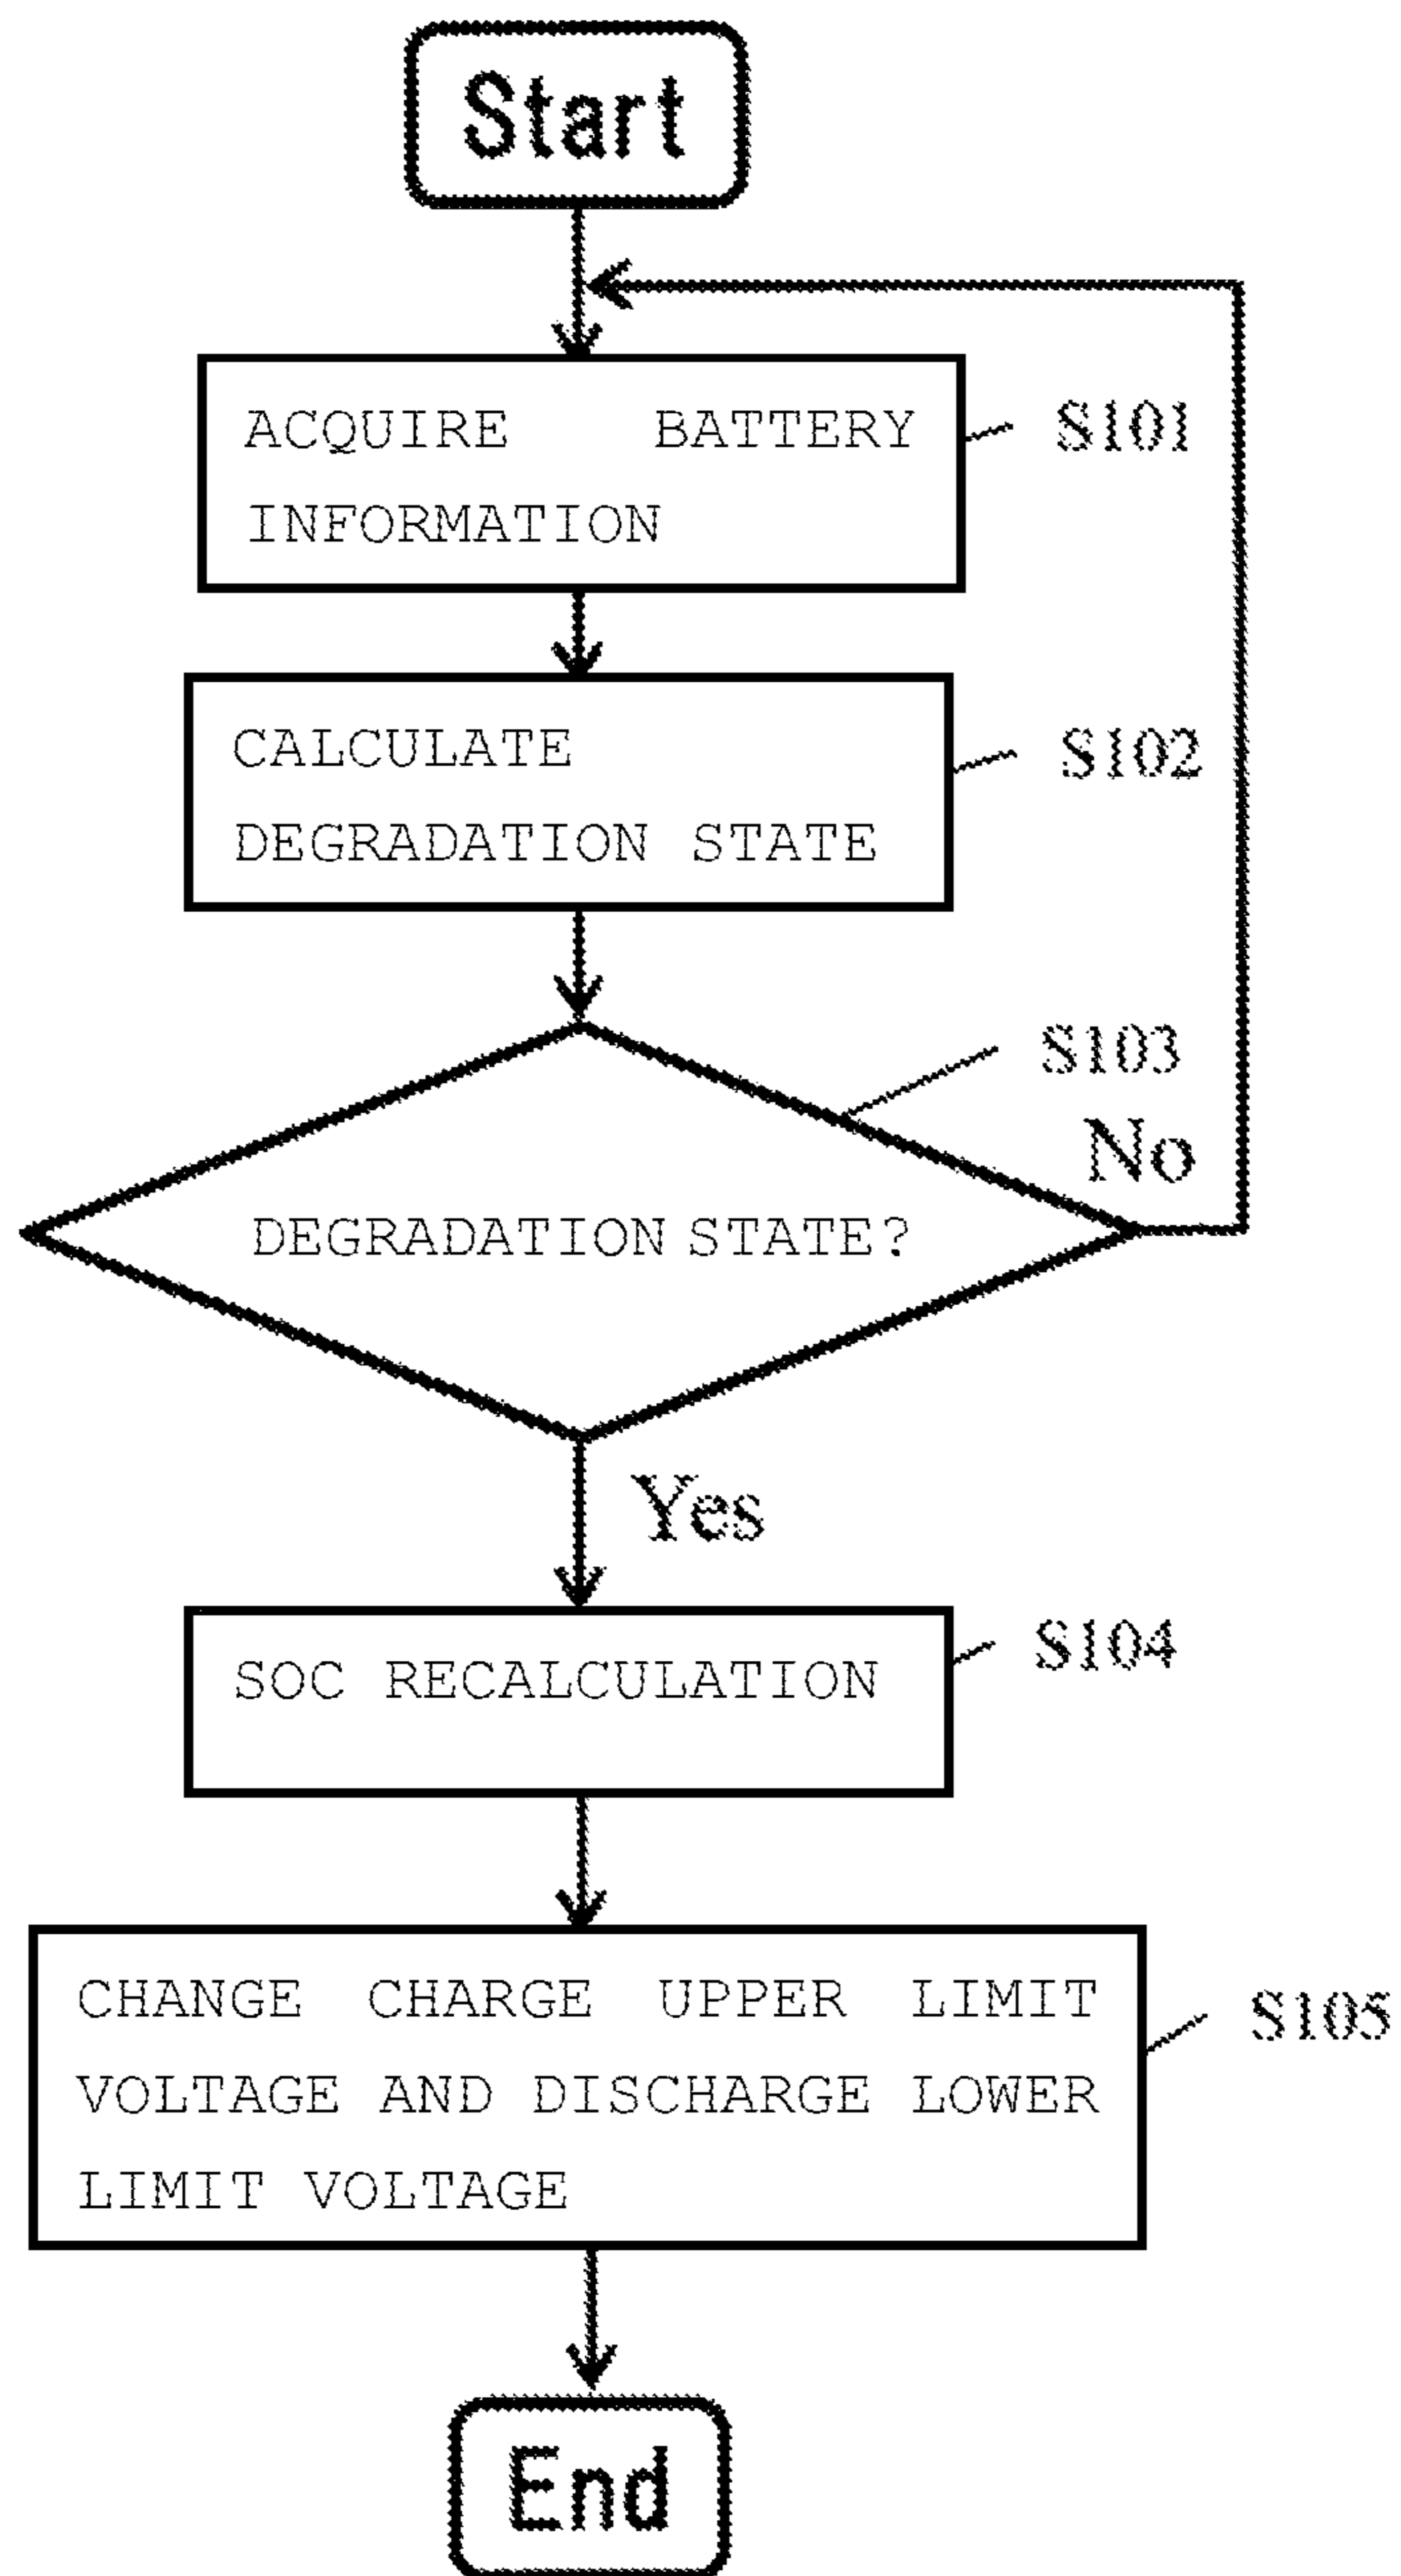 Start
ACQUIRE BATTERY
INFORMATION
S101
CALCULATE
DEGRADATION STATE
S102
S103
No
DEGRADATION STATE?
Yes
SOC RECALCULATION
S104
CHANGE CHARGE UPPER LIMIT
VOLTAGE AND DISCHARGE LOWER
LIMIT VOLTAGE
S105
End